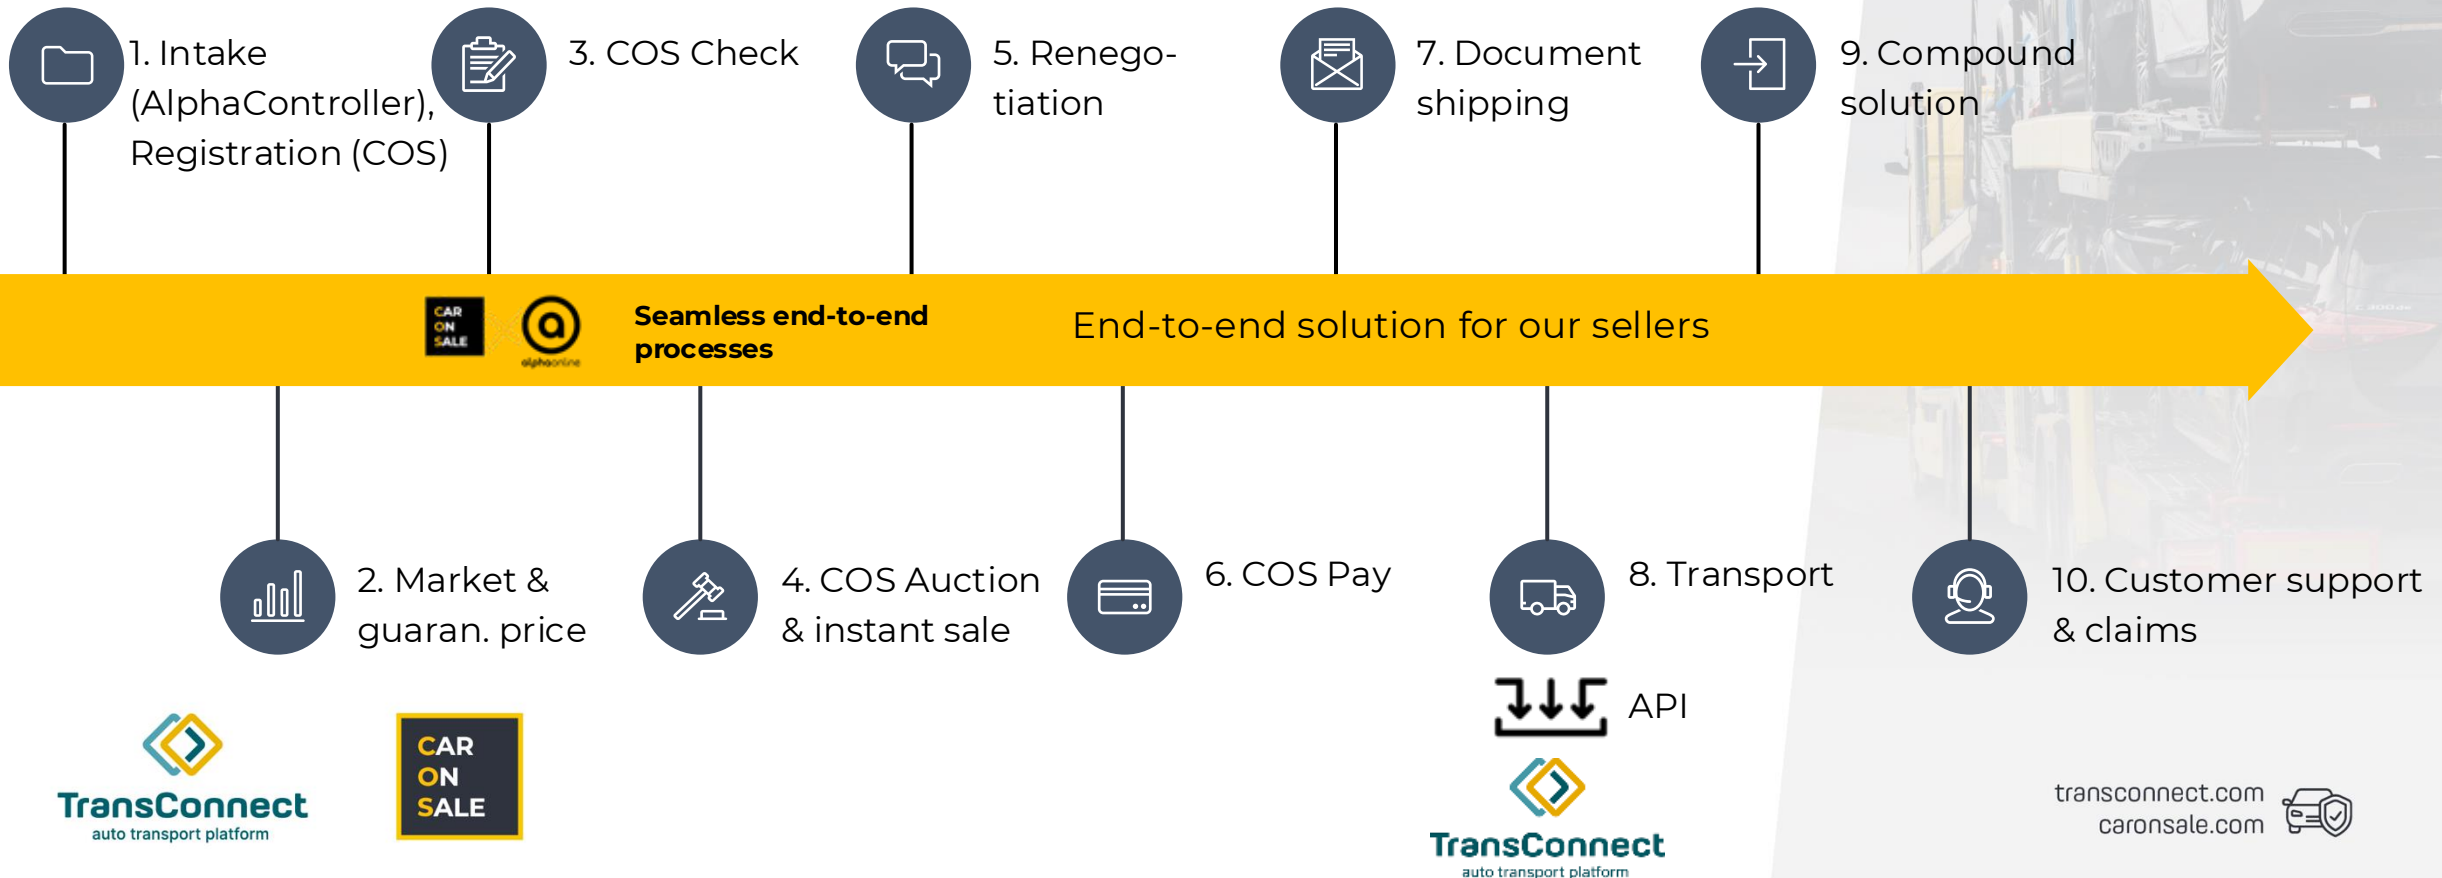 1. Intake
(AlphaController),
Registration (COS)
3. COS Check
5. Renego-
tiation
7. Document
shipping
9. Compound
solution
CAR
ON
SALE
a
alphaonline
Seamless end-to-end
processes
End-to-end solution for our sellers
2. Market &
guaran. price
4. COS Auction
& instant sale
6. COS Pay
8. Transport
10. Customer support
& claims
API
TransConnect
auto transport platform
CAR
ON
SALE
TransConnect
auto transport platform
transconnect.com
caronsale.com